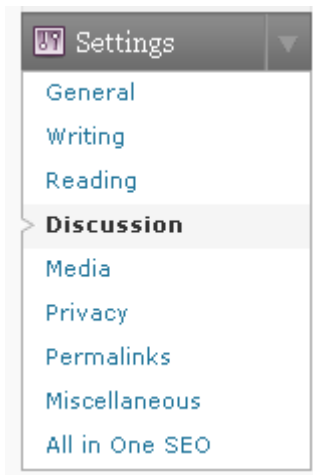 Settings
General
Writing
Reading
Discussion
Media
Privacy
Permalinks
Miscellaneous
All in One SEO